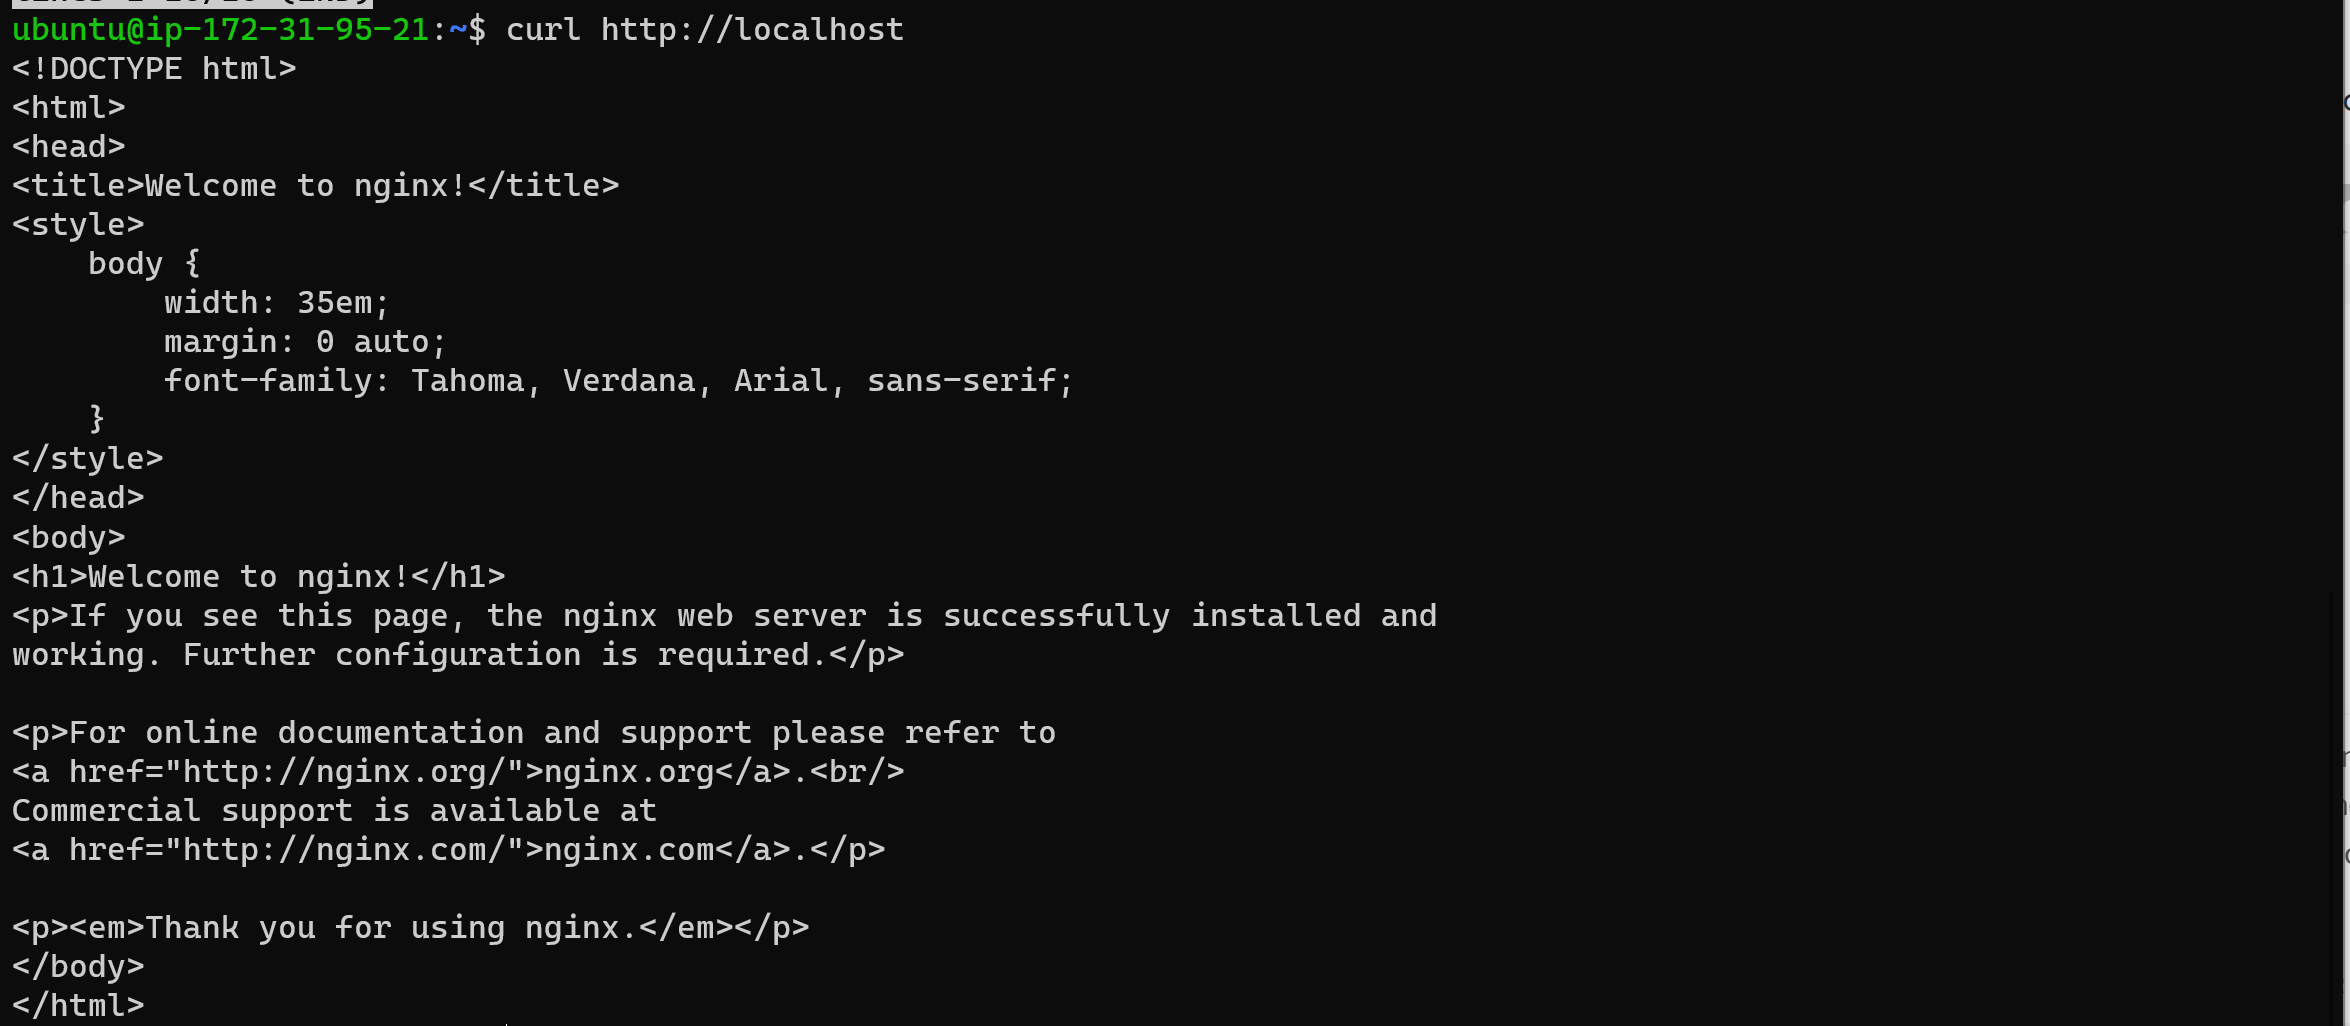 ubuntu@ip-172-31-95-21:~$ curl http://localhost
<!DOCTYPE html>
<html>
<head>
<title>Welcome to nginx!</title>
<style>
    body {
        width: 35em;
        margin: 0 auto;
        font-family: Tahoma, Verdana, Arial, sans-serif;
    }
</style>
</head>
<body>
<h1>Welcome to nginx!</h1>
<p>If you see this page, the nginx web server is successfully installed and
working. Further configuration is required.</p>

<p>For online documentation and support please refer to
<a href="http://nginx.org/">nginx.org</a>.<br/>
Commercial support is available at
<a href="http://nginx.com/">nginx.com</a>.</p>

<p><em>Thank you for using nginx.</em></p>
</body>
</html>